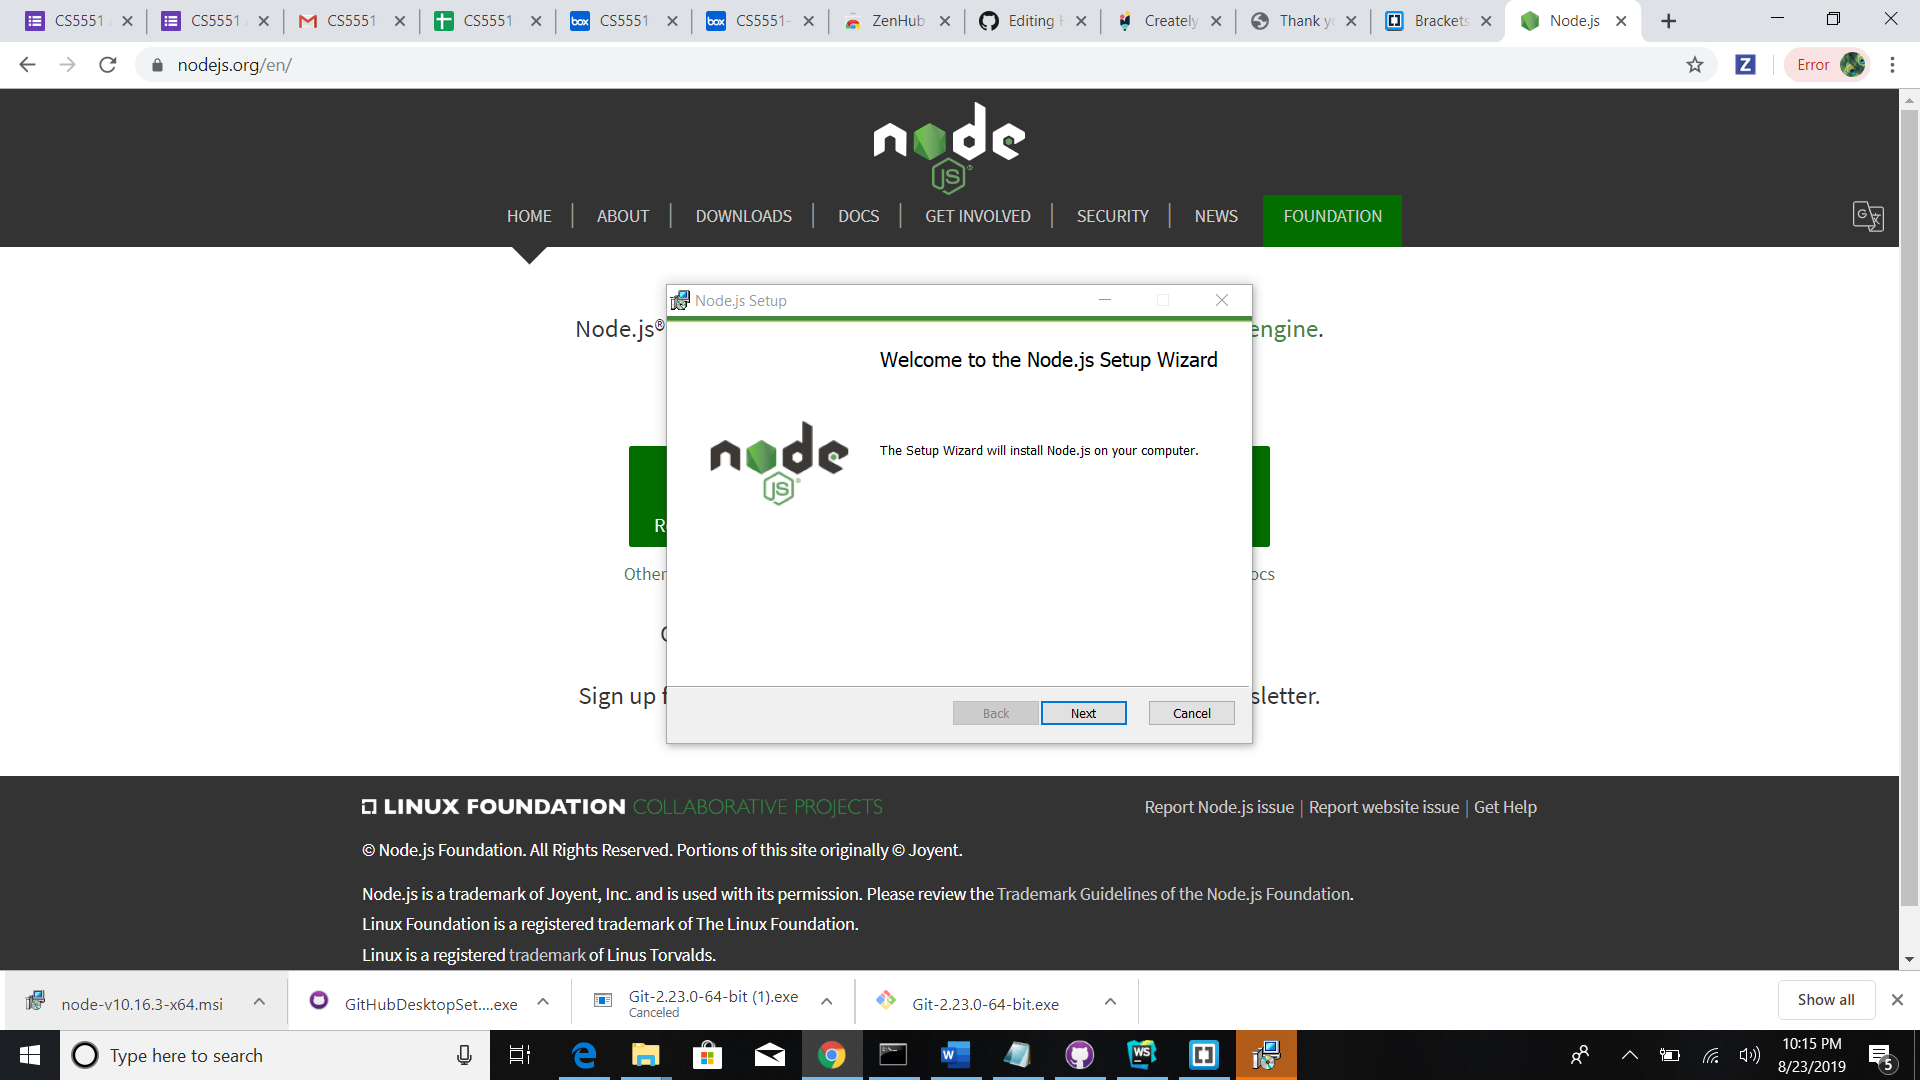 CS5551
CS5551
CS5551
CS5551
CS5551
CS5551-
ZenHub
Editing
Creately
Thank yo
Brackets
Node.js
nodejs.org/en/
Error
node
JS
HOME
ABOUT
DOWNLOADS
DOCS
GET INVOLVED
SECURITY
NEWS
FOUNDATION
Node.js®
engine.
Node.js Setup
Welcome to the Node.js Setup Wizard
node
JS
The Setup Wizard will install Node.js on your computer.
Other
ocs
Sign up f
sletter.
Back
Next
Cancel
LINUX FOUNDATION COLLABORATIVE PROJECTS
Report Node.js issue | Report website issue | Get Help
© Node.js Foundation. All Rights Reserved. Portions of this site originally © Joyent.
Node.js is a trademark of Joyent, Inc. and is used with its permission. Please review the Trademark Guidelines of the Node.js Foundation.
Linux Foundation is a registered trademark of The Linux Foundation.
Linux is a registered trademark of Linus Torvalds.
node-v10.16.3-x64.msi
GitHubDesktopSet....exe
Git-2.23.0-64-bit (1).exe
Canceled
Git-2.23.0-64-bit.exe
Show all
Type here to search
10:15 PM
8/23/2019
5